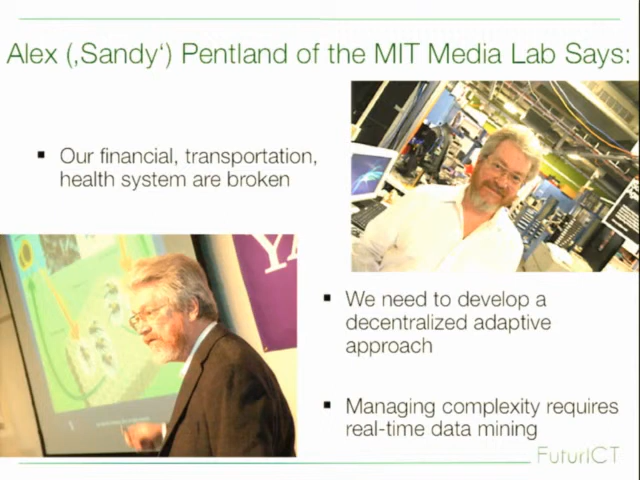 Alex (‚Sandy‘) Pentland of the MIT Media Lab Says:
▪ Our financial, transportation,
health system are broken
YA
▪ We need to develop a
decentralized adaptive
approach
▪ Managing complexity requires
real-time data mining
FuturICT